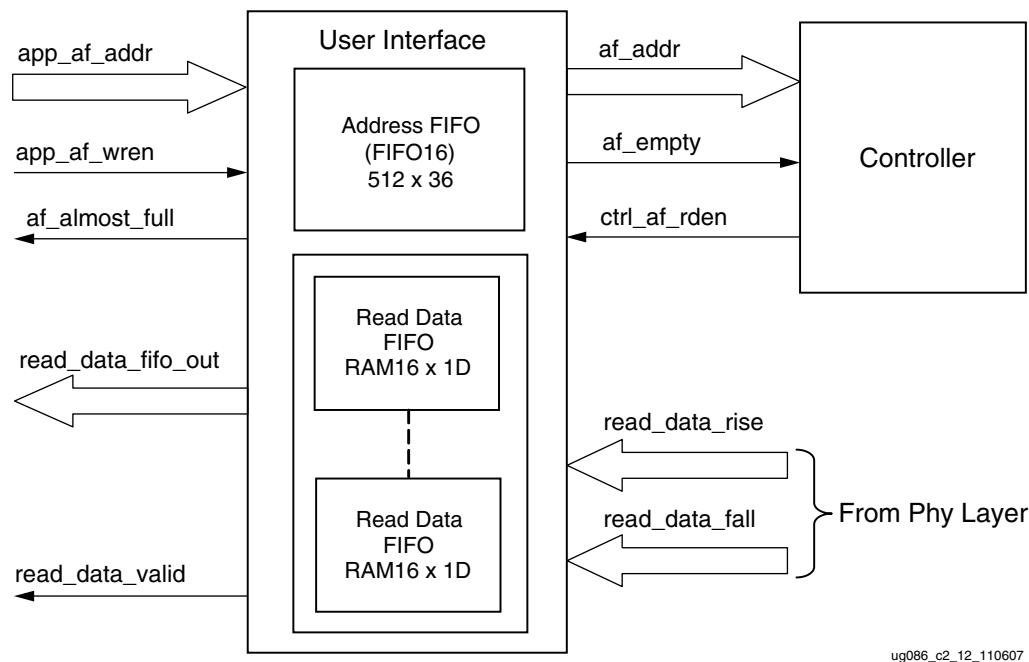 User Interface
app_af_addr
app_af_wren
af_almost_full
Address FIFO
(FIFO16)
512 x 36
af_addr
af_empty
ctrl_af_rden
Controller
read_data_fifo_out
read_data_valid
Read Data
FIFO
RAM16 x 1D
Read Data
FIFO
RAM16 x 1D
read_data_rise
read_data_fall
From Phy Layer
ug086_c2_12_110607